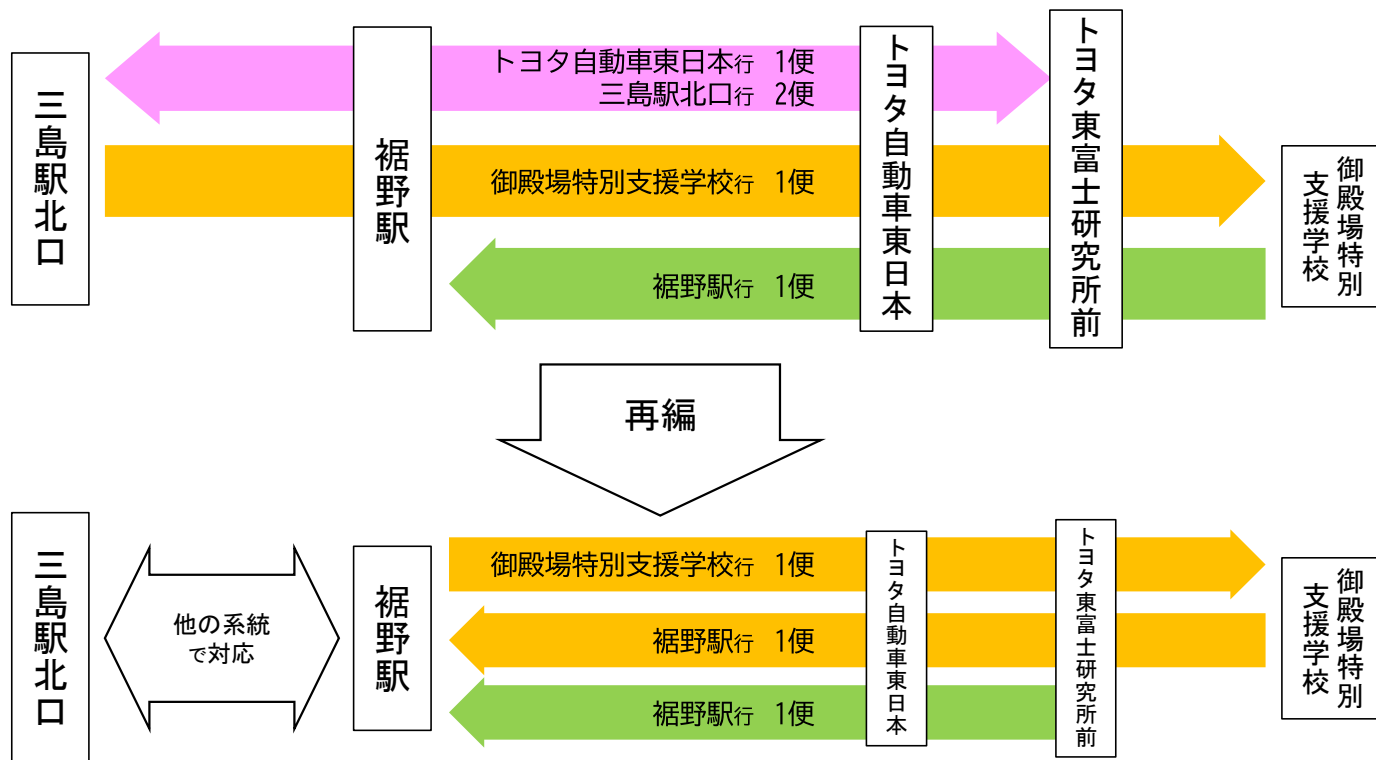 三島駅北口
裾野駅
トヨタ自動車東日本行 1便
三島駅北口行 2便
トヨタ自動車東日本
トヨタ東富士研究所前
御殿場特別支援学校行 1便
御殿場特別
支援学校
裾野駅行 1便
再編
三島駅北口
他の系統
で対応
裾野駅
御殿場特別支援学校行 1便
裾野駅行 1便
裾野駅行 1便
トヨタ自動車東日本
トヨタ東富士研究所前
御殿場特別
支援学校